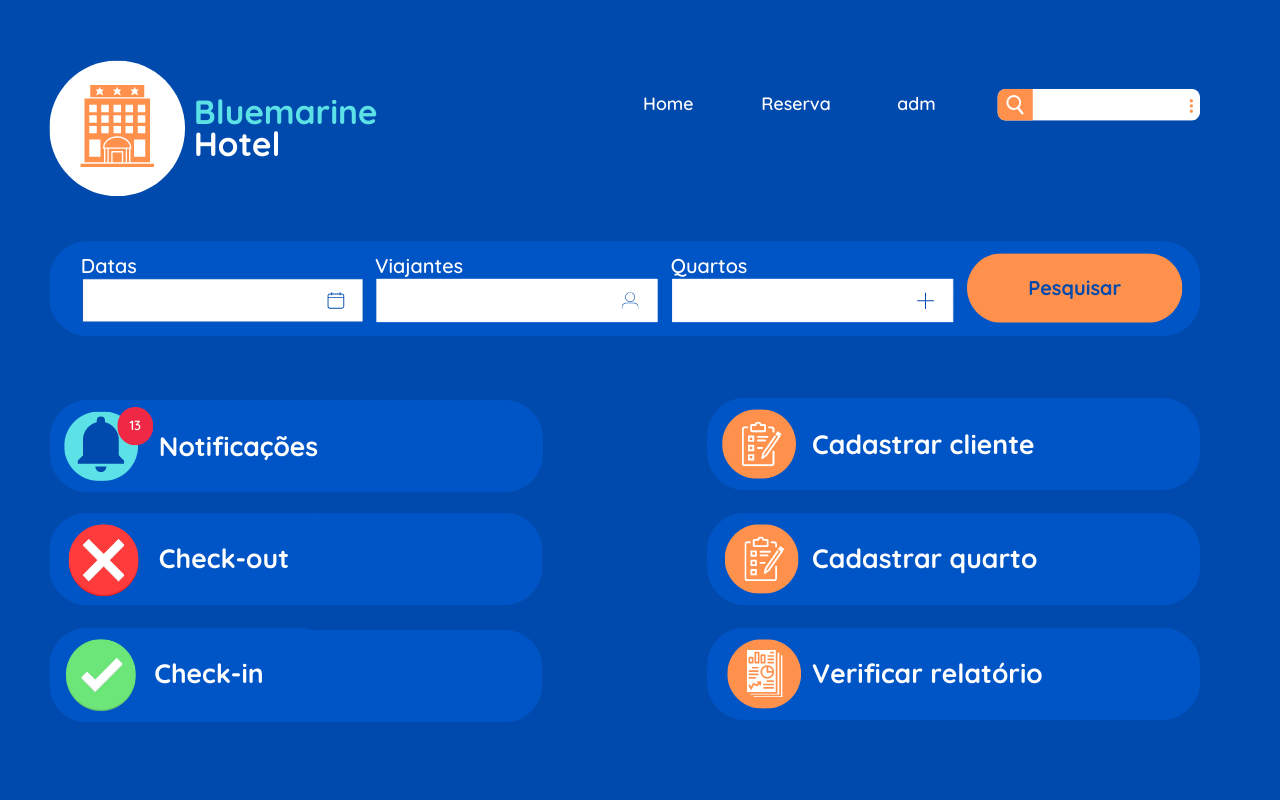 Bluemarine
Hotel
Home
Reserva
adm
Datas
Viajantes
Quartos
Pesquisar
13
Notificações
Cadastrar cliente
Check-out
Cadastrar quarto
Check-in
Verificar relatório